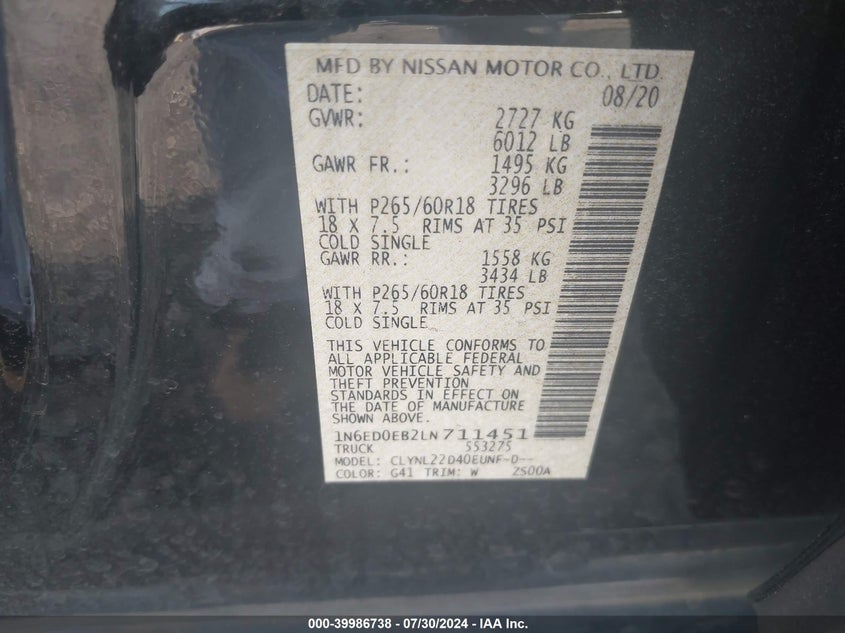 MFD BY NISSAN MOTOR CO., LTD.
DATE: 08/20
GVWR: 2727 KG
6012 LB
GAWR FR.: 1495 KG
3296 LB
WITH P265/60R18 TIRES
18 X 7.5 RIMS AT 35 PSI
COLD SINGLE
GAWR RR.: 1558 KG
3434 LB
WITH P265/60R18 TIRES
18 X 7.5 RIMS AT 35 PSI
COLD SINGLE
THIS VEHICLE CONFORMS TO
ALL APPLICABLE FEDERAL
MOTOR VEHICLE SAFETY AND
THEFT PREVENTION
STANDARDS IN EFFECT ON
THE DATE OF MANUFACTURE
SHOWN ABOVE.
1N6ED0EB2LN711451
TRUCK 553275
MODEL: CLYNL22D40EUNF-D--
COLOR: G41 TRIM: W 2S00A
000-39986738 - 07/30/2024 - IAA Inc.